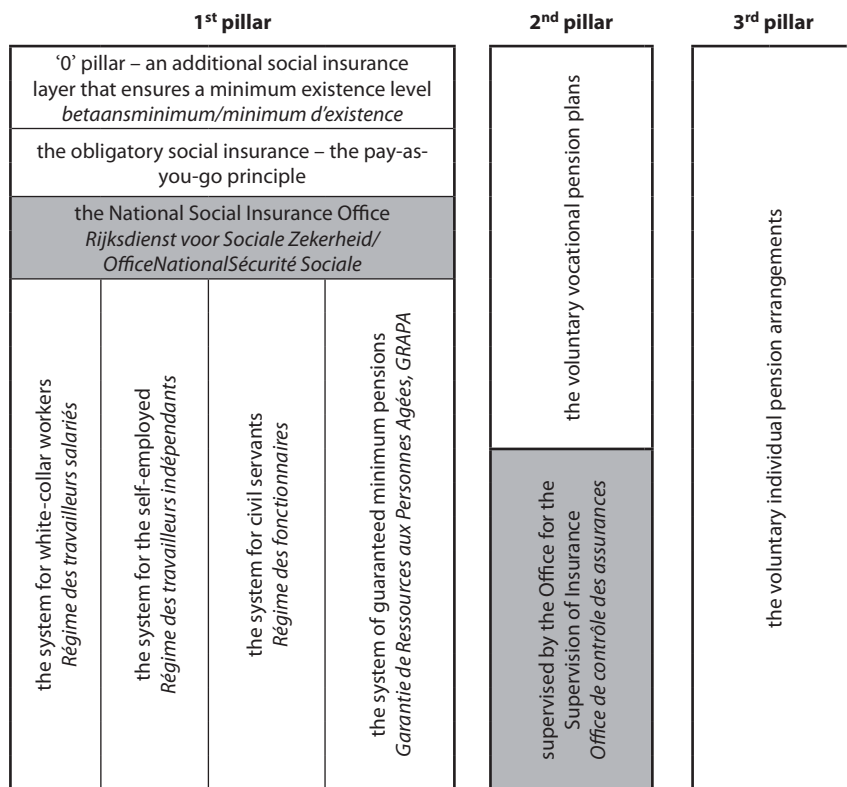 1st pillar
2nd pillar
3rd pillar
‘0’ pillar – an additional social insurance
layer that ensures a minimum existence level
betaansminimum/minimum d’existence
the obligatory social insurance – the pay-as-
you-go principle
the National Social Insurance Office
Rijksdienst voor Sociale Zekerheid/
OfficeNationalSécurité Sociale
the system for white-collar workers
Régime des travailleurs salariés
the system for the self-employed
Régime des travailleurs indépendants
the system for civil servants
Régime des fonctionnaires
the system of guaranteed minimum pensions
Garantie de Ressources aux Personnes Agées, GRAPA
the voluntary vocational pension plans
supervised by the Office for the
Supervision of Insurance
Office de contrôle des assurances
the voluntary individual pension arrangements